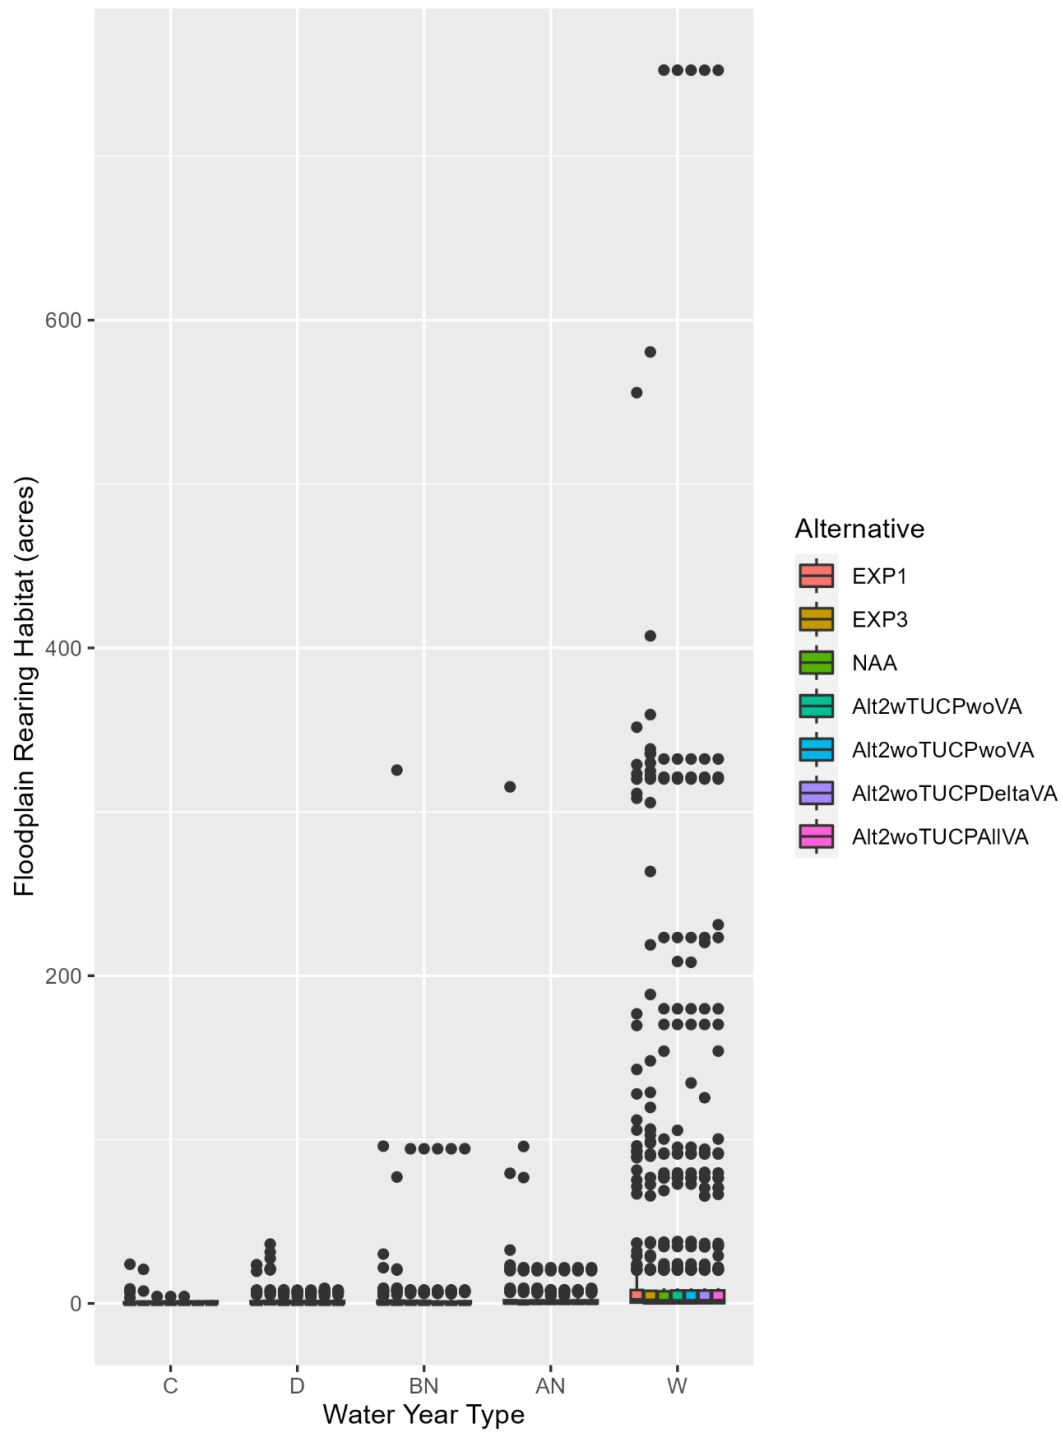 600
400
200
0
Floodplain Rearing Habitat (acres)
C
D
BN
AN
W
Water Year Type
Alternative
EXP1
EXP3
NAA
Alt2wTUCPwoVA
Alt2woTUCPwoVA
Alt2woTUCPDeltaVA
Alt2woTUCPAllVA